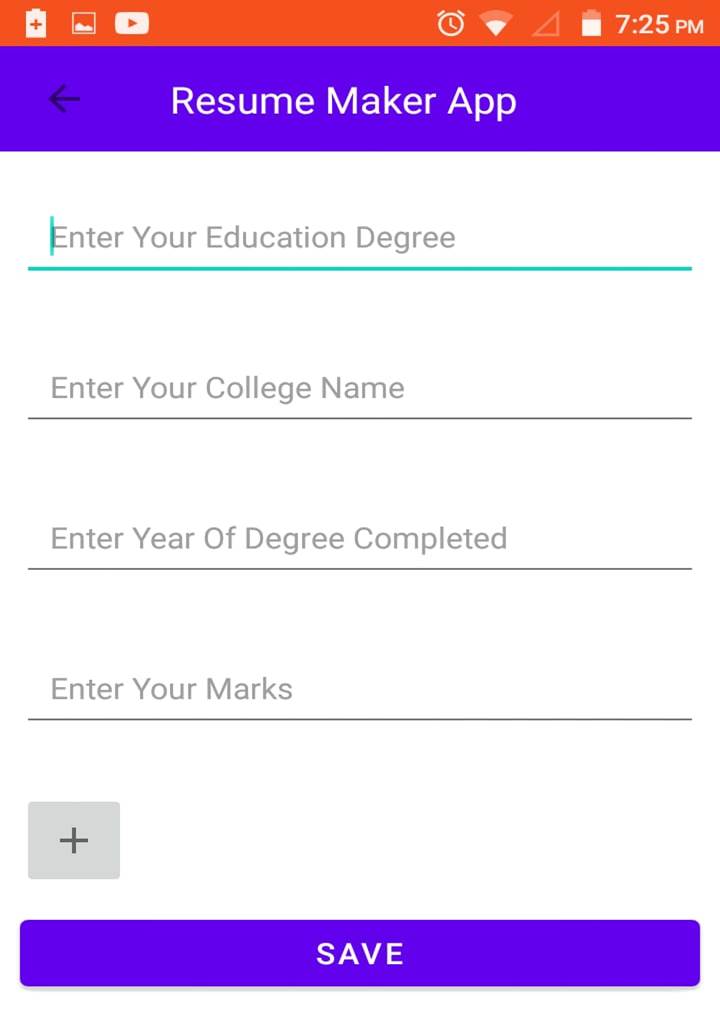 7:25 PM
Resume Maker App
Enter Your Education Degree
Enter Your College Name
Enter Year Of Degree Completed
Enter Your Marks
+
SAVE